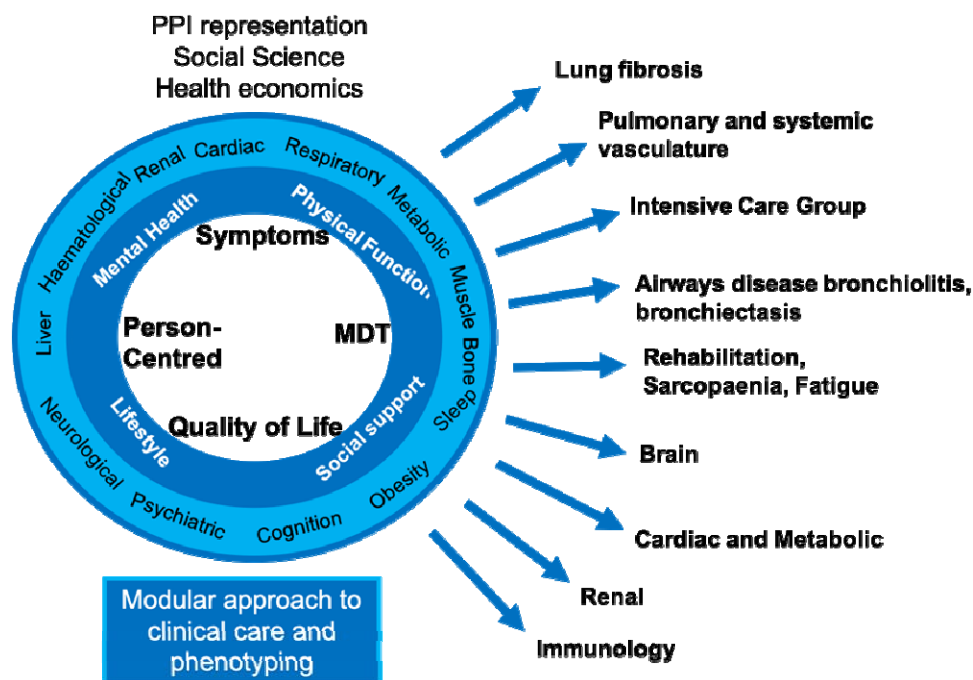 PPI representation
Social Science
Health economics
Liver
Haematological
Renal
Cardiac
Respiratory
Metabolic
Muscle
Bone
Sleep
Obesity
Cognition
Psychiatric
Neurological
Mental Health
Physical Function
Social support
Lifestyle
Symptoms
Person-
Centred
MDT
Quality of Life
Lung fibrosis
Pulmonary and systemic
vasculature
Intensive Care Group
Airways disease bronchiolitis,
bronchiectasis
Rehabilitation,
Sarcopaenia, Fatigue
Brain
Cardiac and Metabolic
Renal
Immunology
Modular approach to
clinical care and
phenotyping